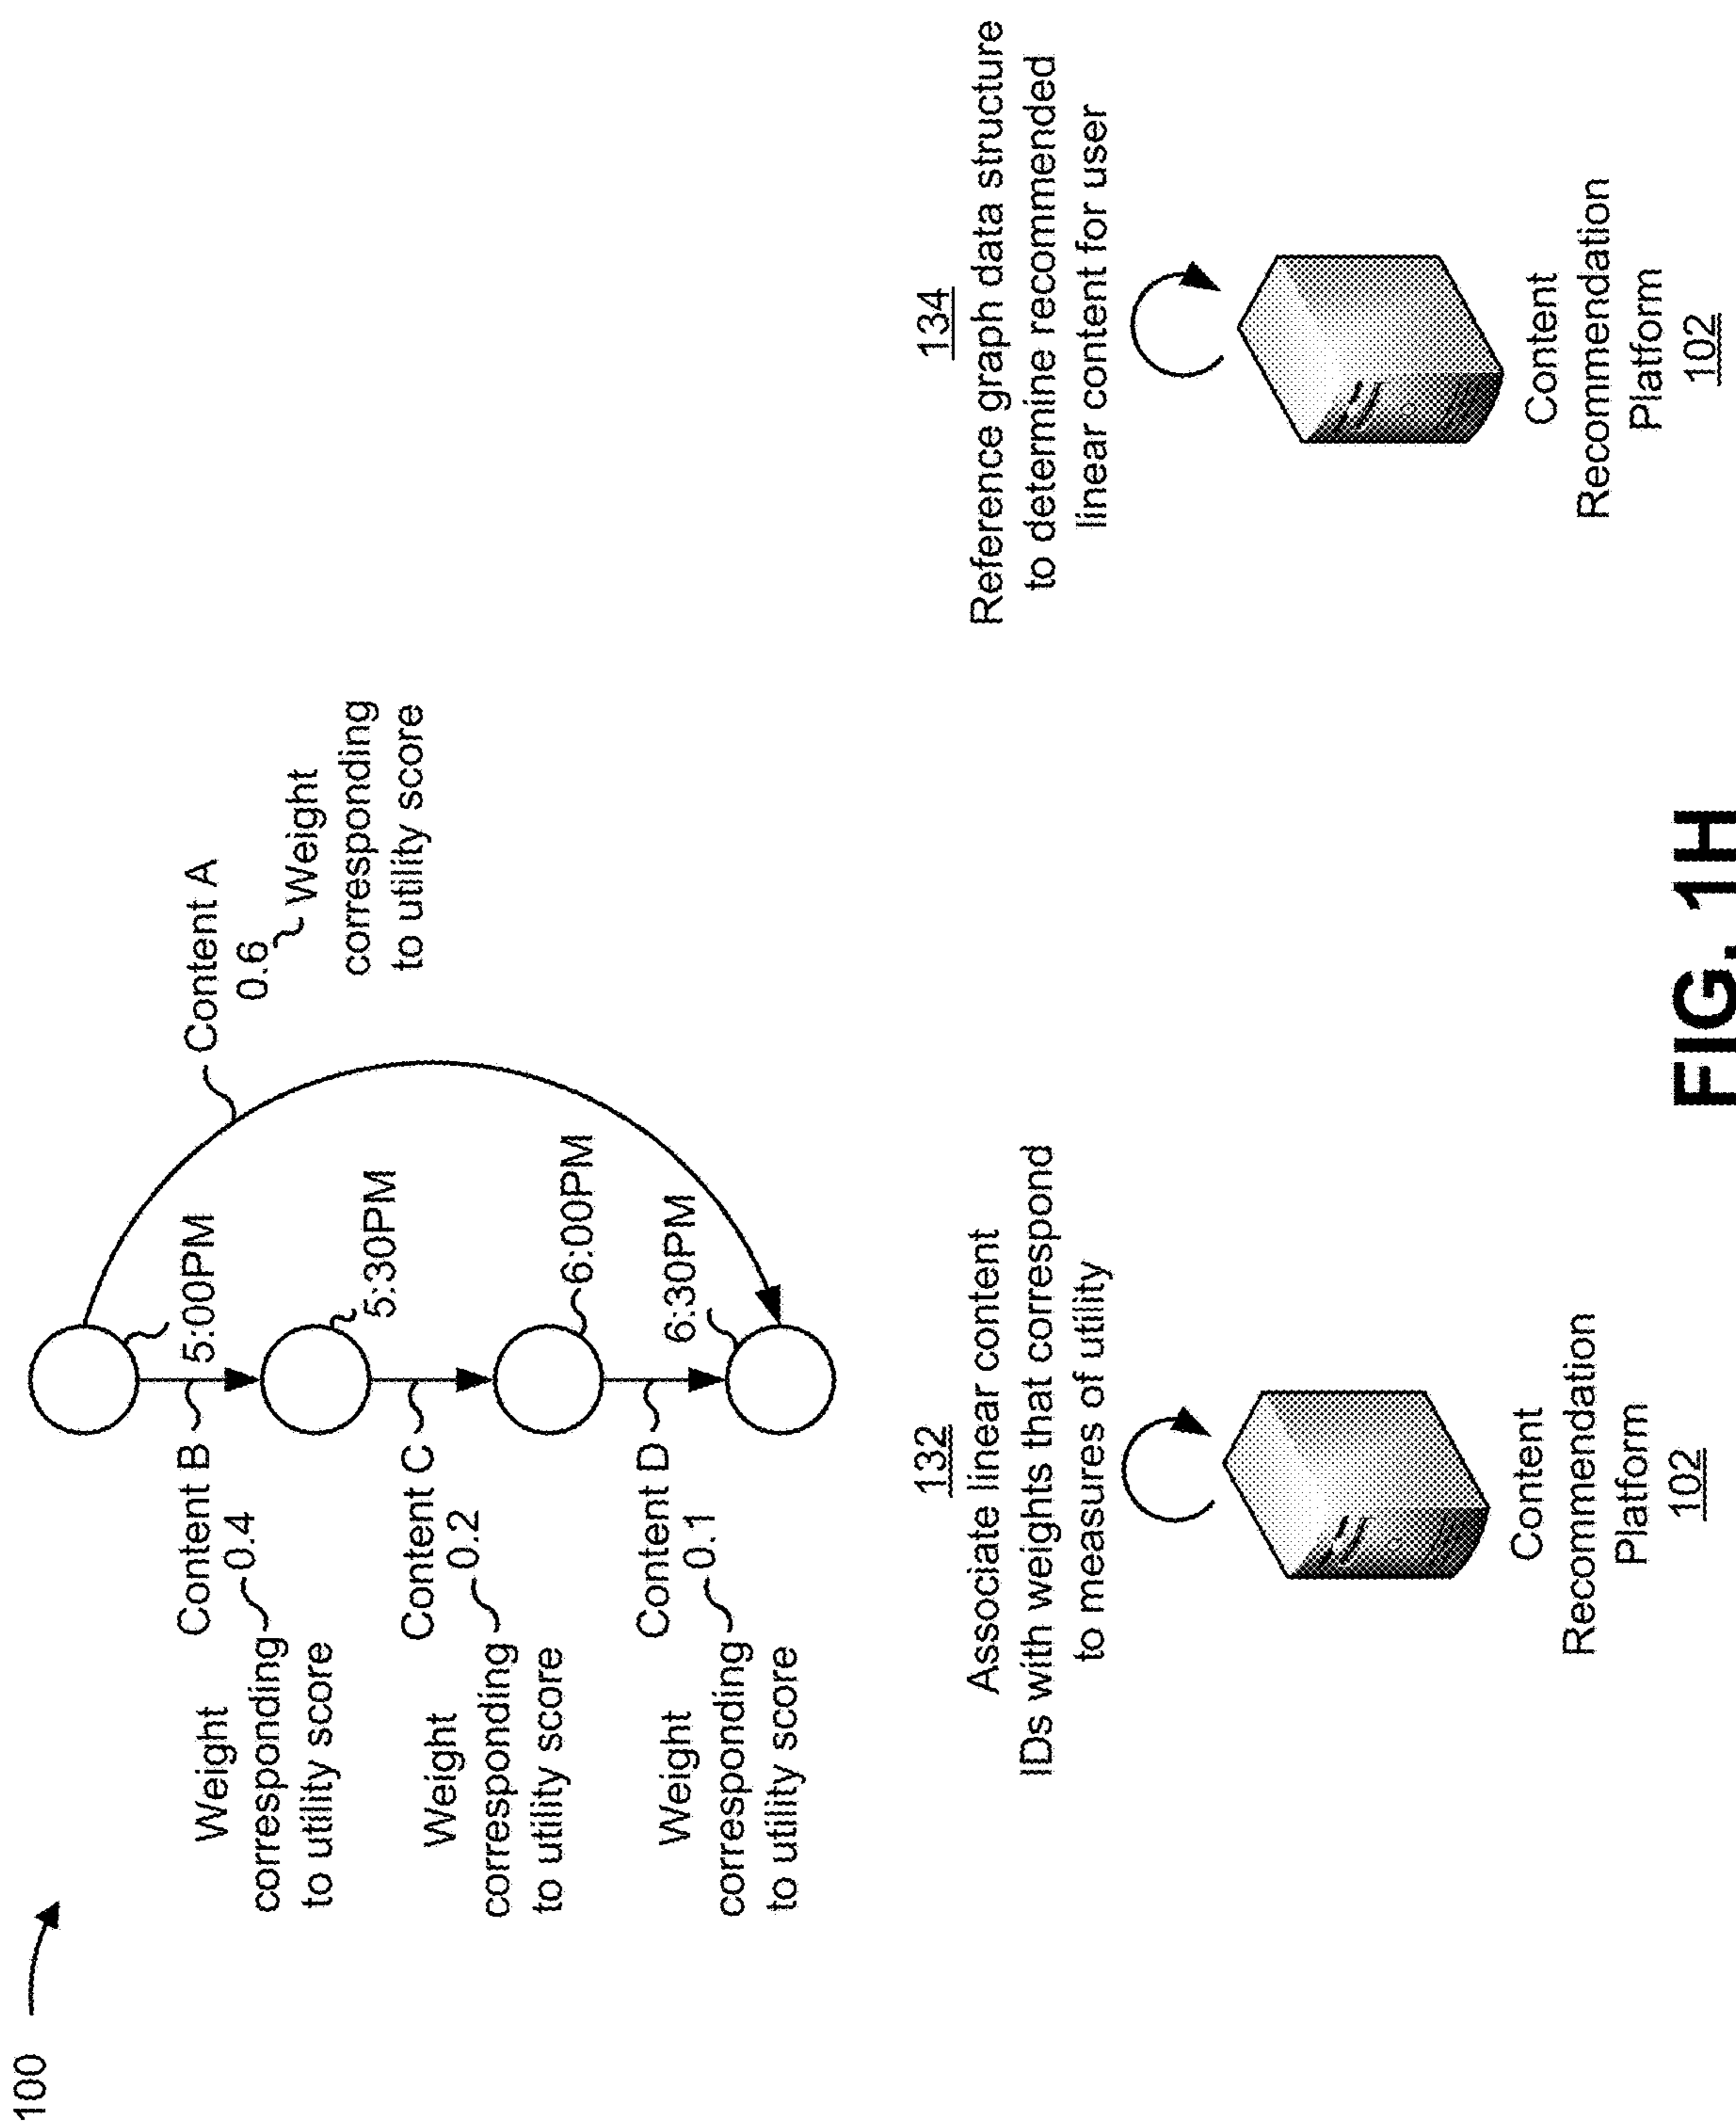 100
Content B
0.4
Weight
corresponding
to utility score
5:00PM
Content A
0.6
Weight
corresponding
to utility score
Content C
0.2
Weight
corresponding
to utility score
5:30PM
Content D
0.1
Weight
corresponding
to utility score
6:00PM
6:30PM
132
Associate linear content
IDs with weights that correspond
to measures of utility
Content
Recommendation
Platform
102
134
Reference graph data structure
to determine recommended
linear content for user
Content
Recommendation
Platform
102
FIG. 1H